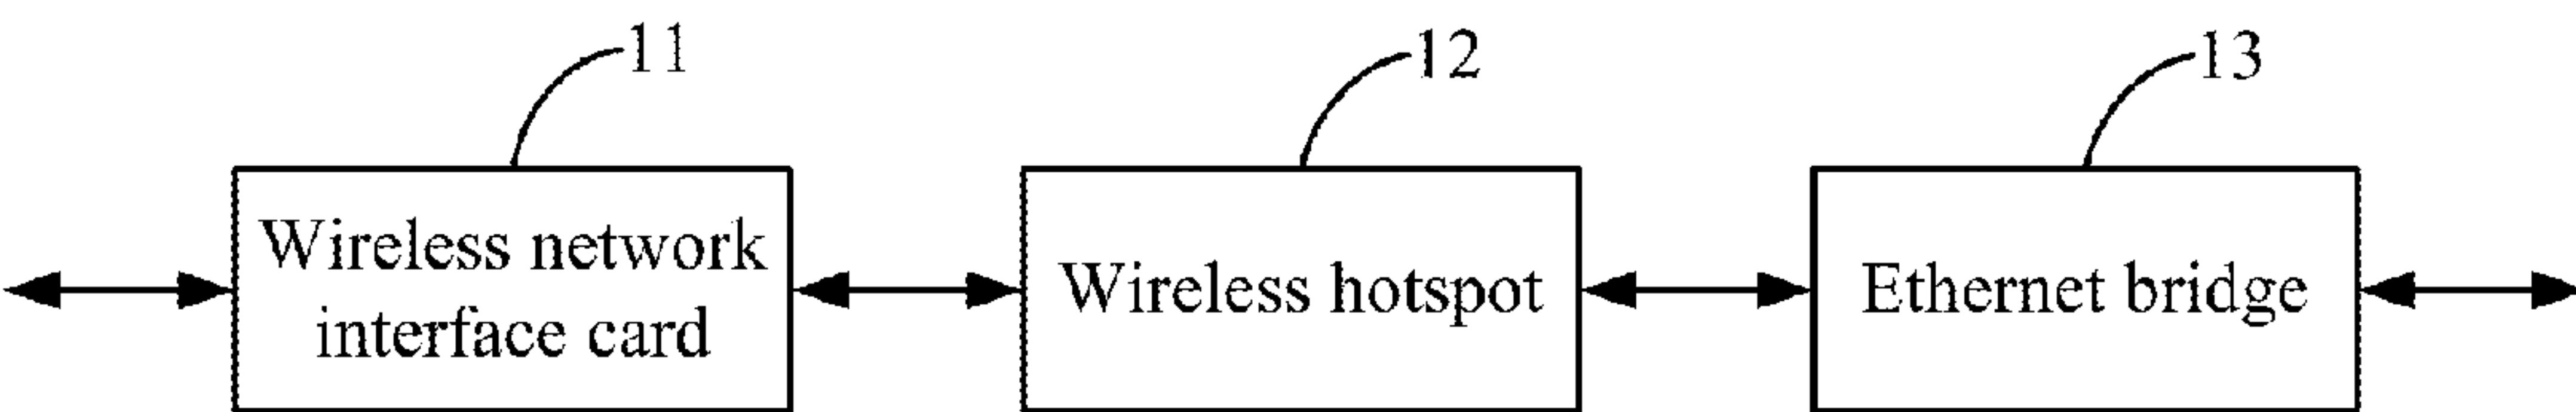 11
12
13
Wireless network
interface card
Wireless hotspot
Ethernet bridge